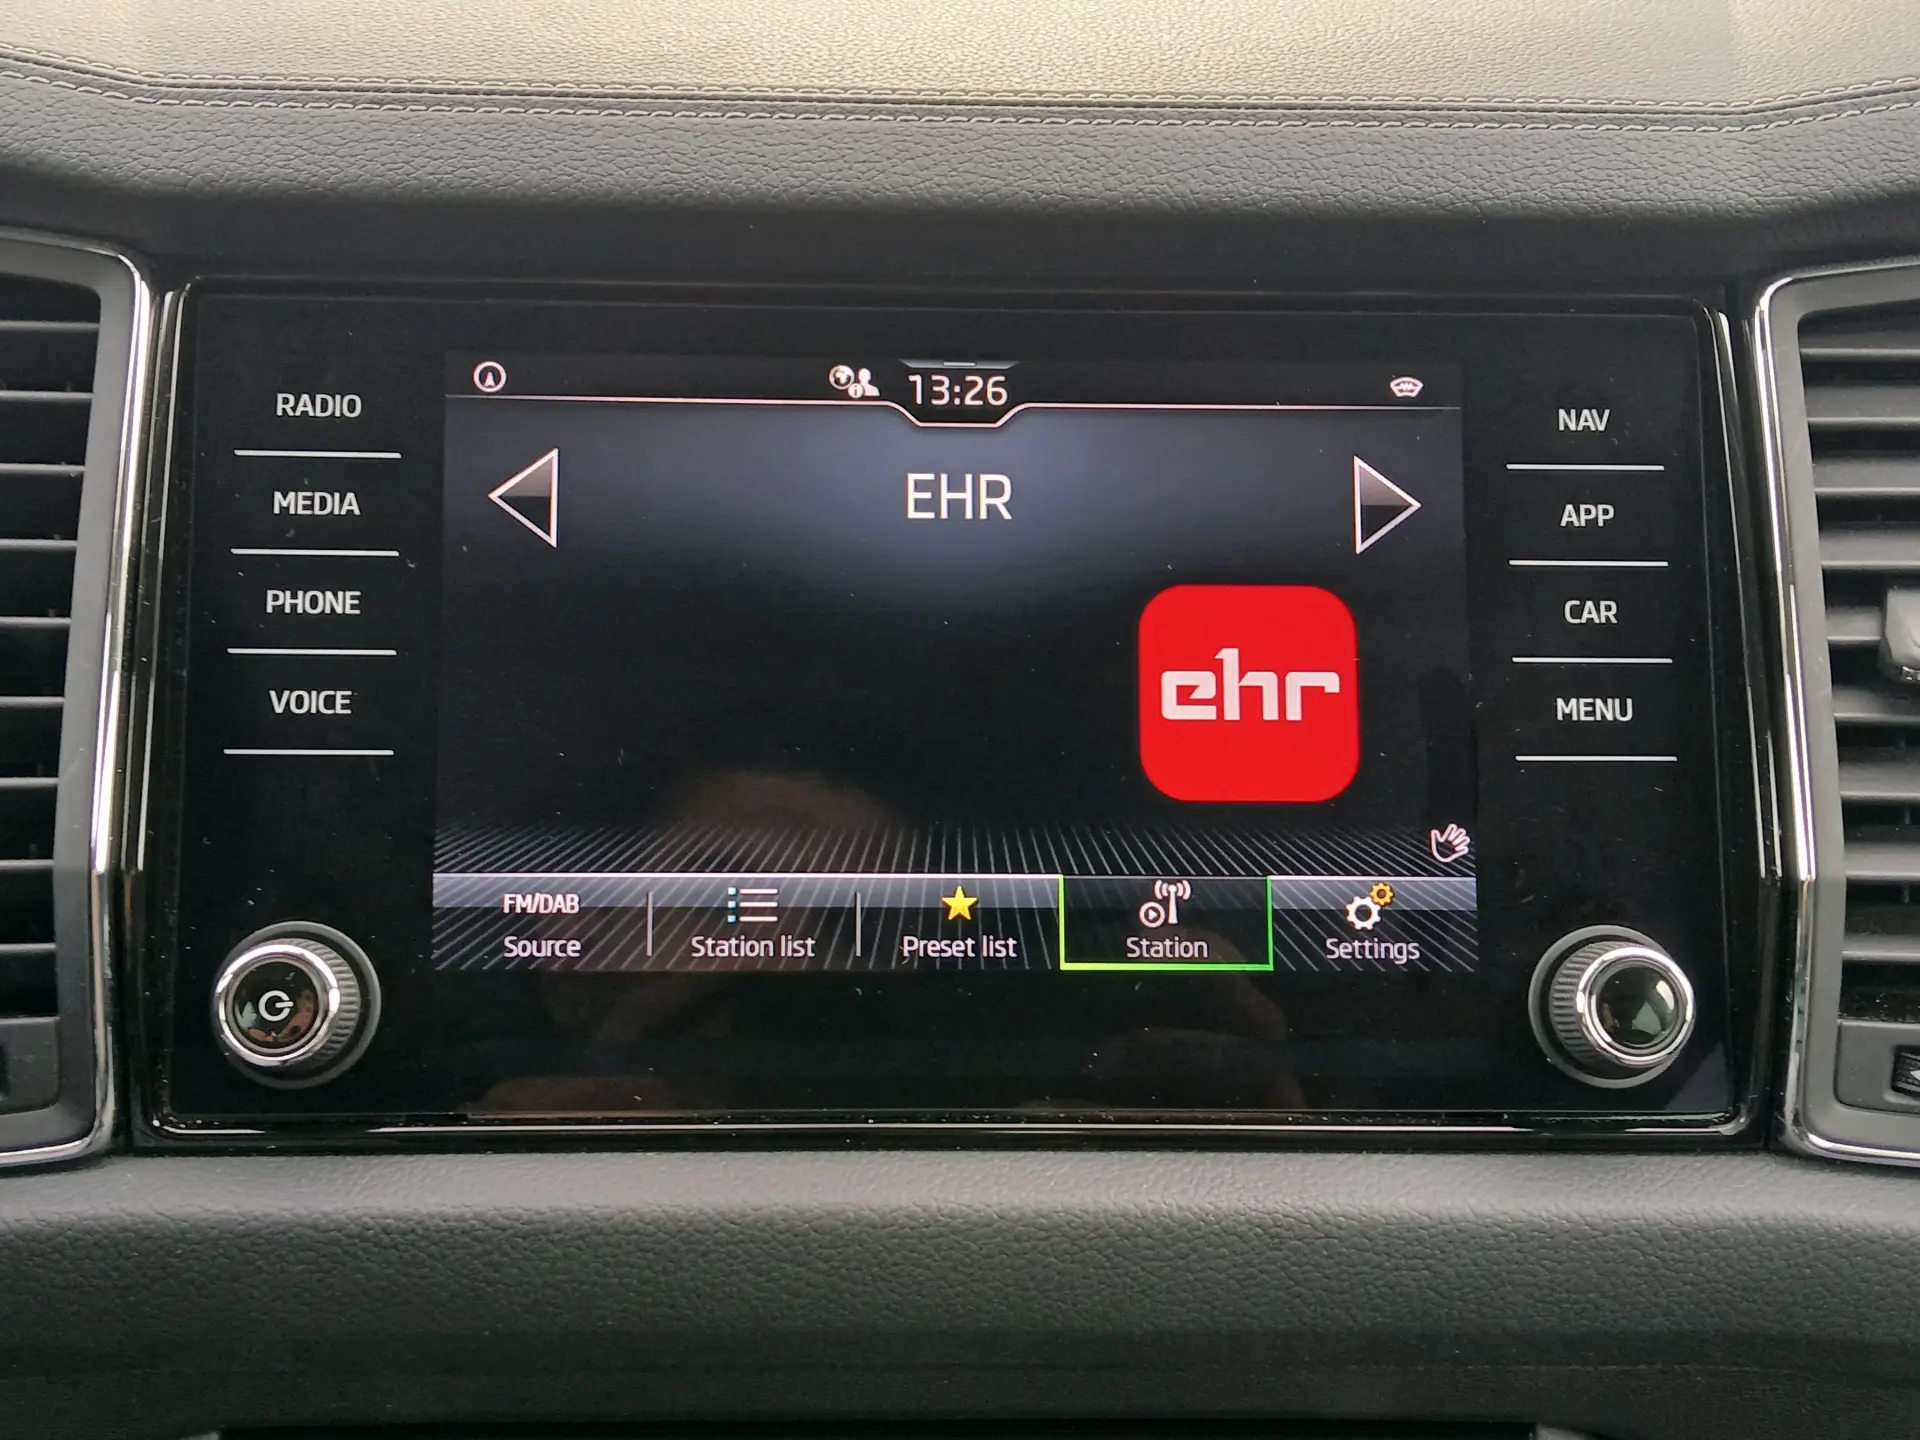 13:26
RADIO
MEDIA
PHONE
VOICE
EHR
ehr
NAV
APP
CAR
MENU
FM/DAB
Source
Station list
Preset list
Station
Settings